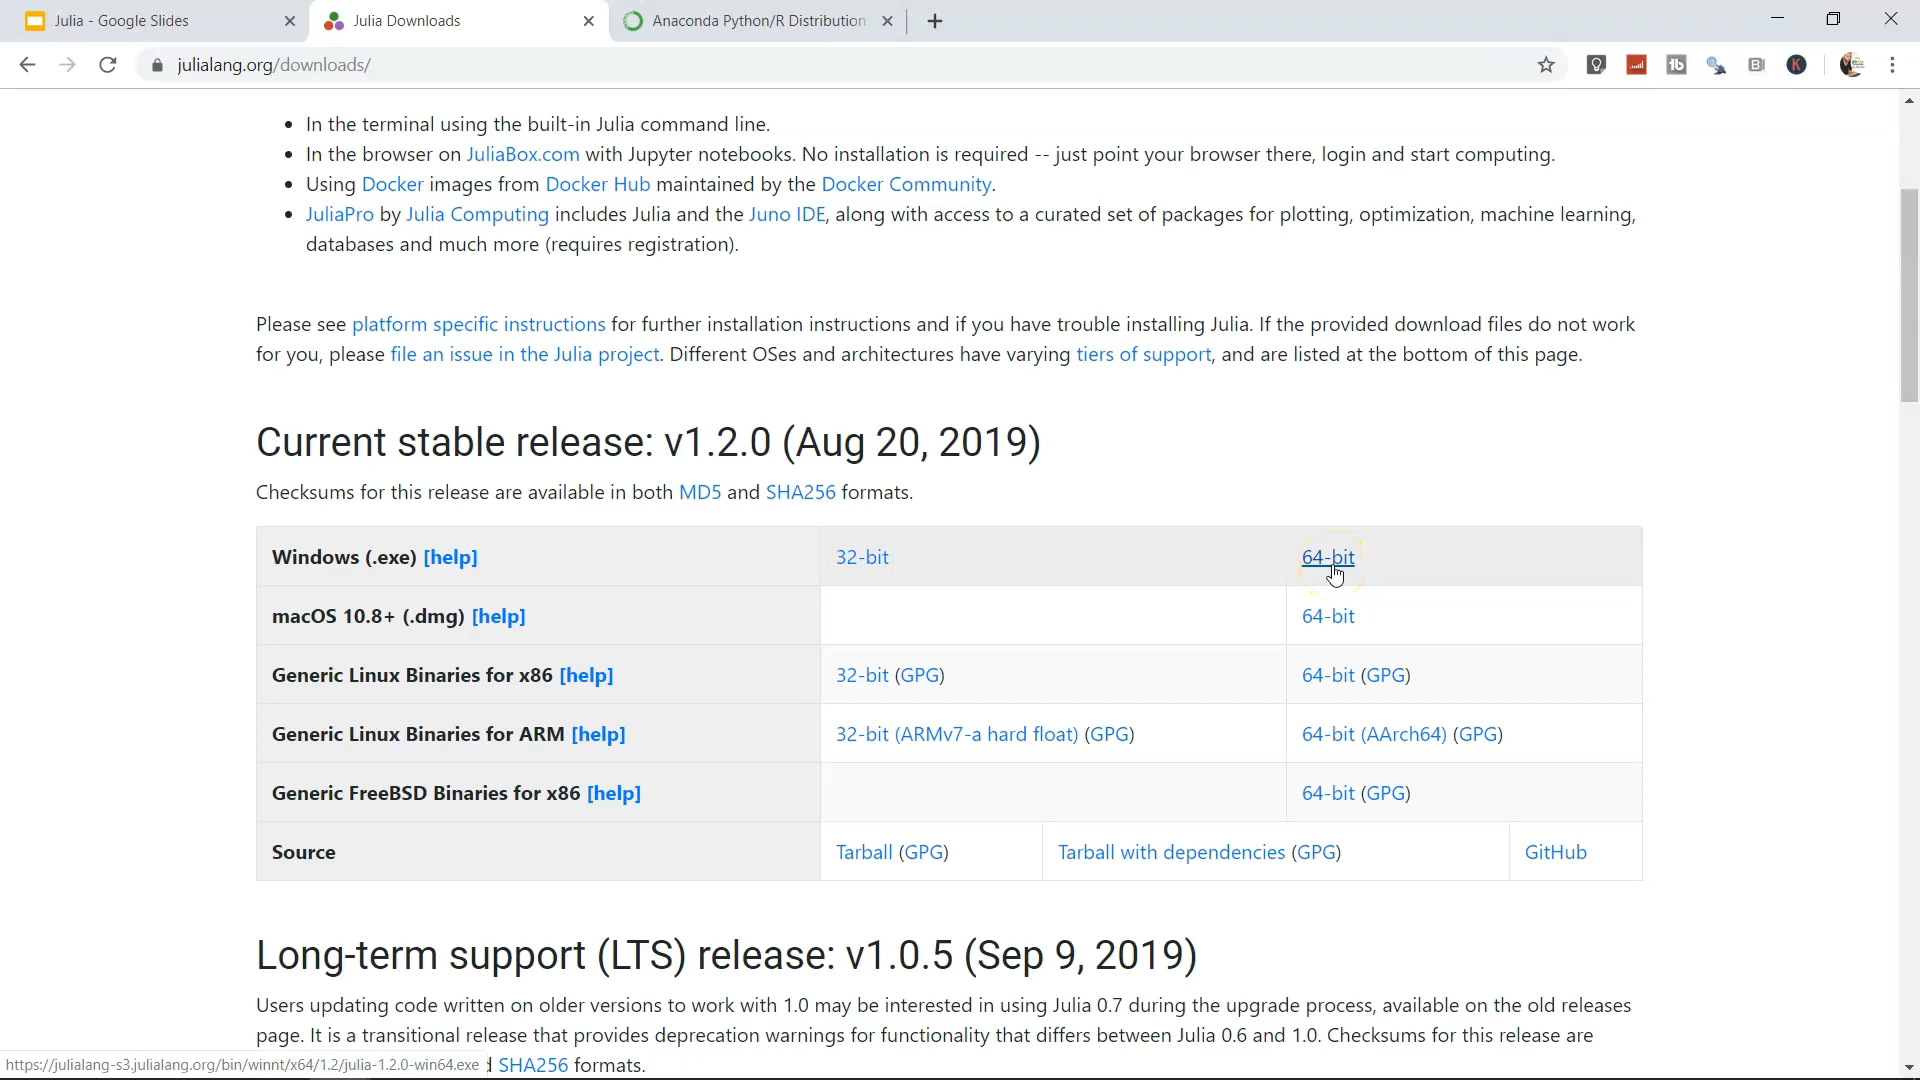 Julia - Google Slides
Julia Downloads
Anaconda Python/R Distribution
julialang.org/downloads/
In the terminal using the built-in Julia command line.
In the browser on JuliaBox.com with Jupyter notebooks. No installation is required -- just point your browser there, login and start computing.
Using Docker images from Docker Hub maintained by the Docker Community.
JuliaPro by Julia Computing includes Julia and the Juno IDE, along with access to a curated set of packages for plotting, optimization, machine learning,
databases and much more (requires registration).
Please see platform specific instructions for further installation instructions and if you have trouble installing Julia. If the provided download files do not work
for you, please file an issue in the Julia project. Different OSes and architectures have varying tiers of support, and are listed at the bottom of this page.
Current stable release: v1.2.0 (Aug 20, 2019)
Checksums for this release are available in both MD5 and SHA256 formats.
Windows (.exe) [help] 32-bit 64-bit
macOS 10.8+ (.dmg) [help] 64-bit
Generic Linux Binaries for x86 [help] 32-bit (GPG) 64-bit (GPG)
Generic Linux Binaries for ARM [help] 32-bit (ARMv7-a hard float) (GPG) 64-bit (AArch64) (GPG)
Generic FreeBSD Binaries for x86 [help] 64-bit (GPG)
Source Tarball (GPG) Tarball with dependencies (GPG) GitHub
Long-term support (LTS) release: v1.0.5 (Sep 9, 2019)
Users updating code written on older versions to work with 1.0 may be interested in using Julia 0.7 during the upgrade process, available on the old releases
page. It is a transitional release that provides deprecation warnings for functionality that differs between Julia 0.6 and 1.0. Checksums for this release are
https://julialang-s3.julialang.org/bin/winnt/x64/1.2/julia-1.2.0-win64.exe SHA256 formats.